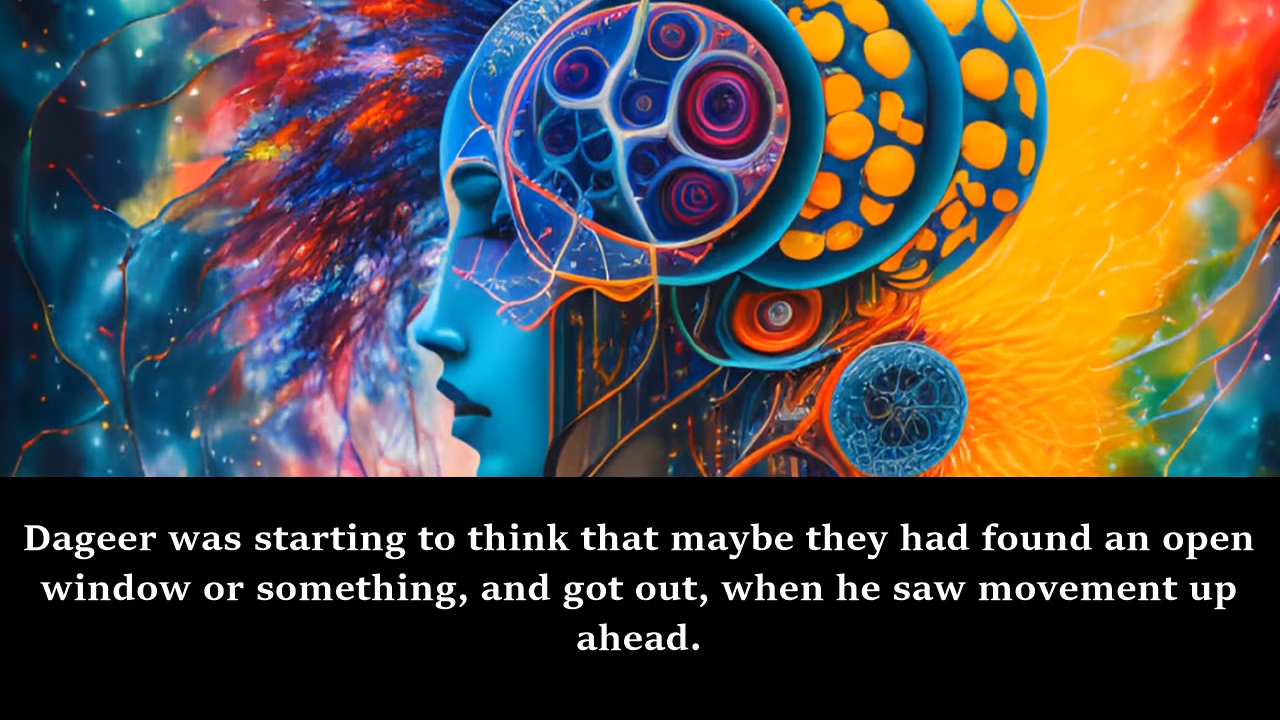 Dageer was starting to think that maybe they had found an open
window or something, and got out, when he saw movement up
ahead.